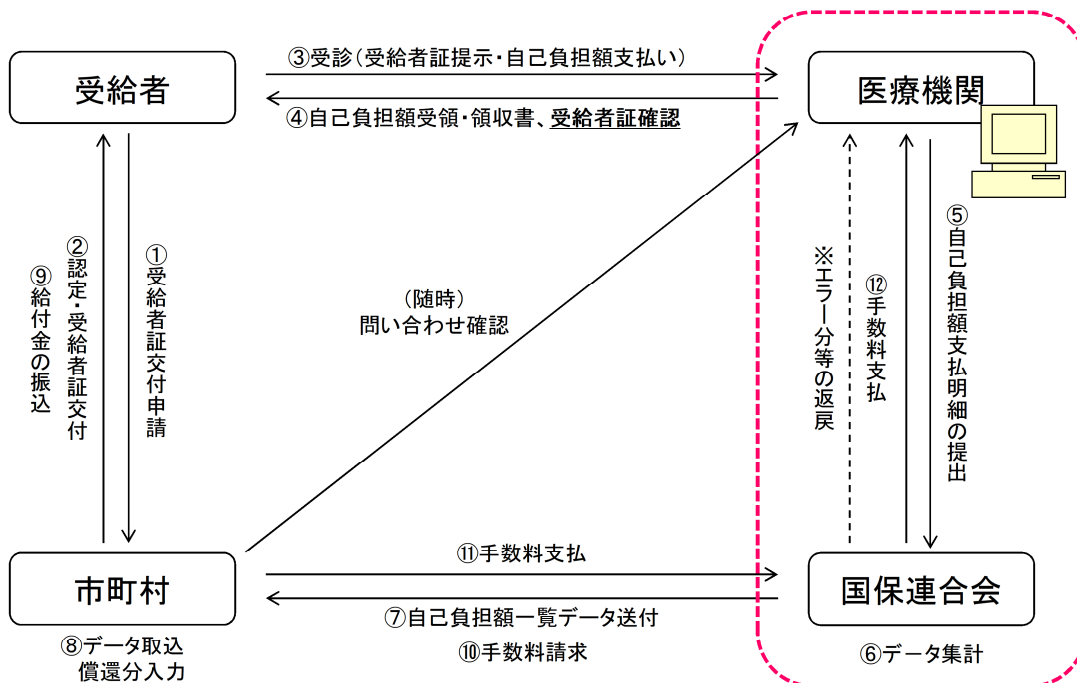 受給者
③受診(受給者証提示・自己負担額支払い)
医療機関
④自己負担額受領・領収書、受給者証確認
⑨給付金の振込
②認定・受給者証交付
①受給者証交付申請
(随時)
問い合わせ確認
※エラー分等の返戻
⑫手数料支払
⑤自己負担額支払明細の提出
市町村
⑪手数料支払
国保連合会
⑦自己負担額一覧データ送付
⑧データ取込
償還分入力
⑩手数料請求
⑥データ集計